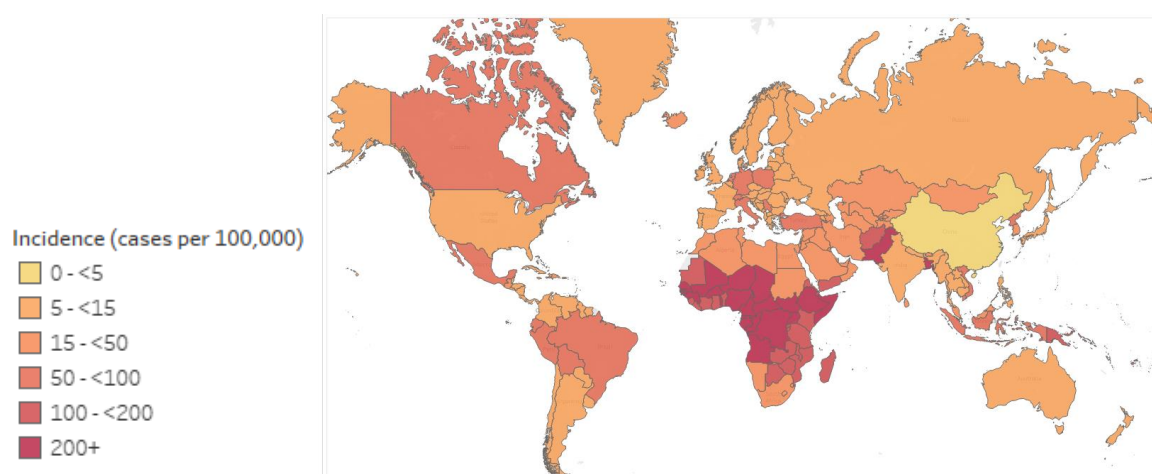 Incidence (cases per 100,000)
0 - <5
5 - <15
15 - <50
50 - <100
100 - <200
200+